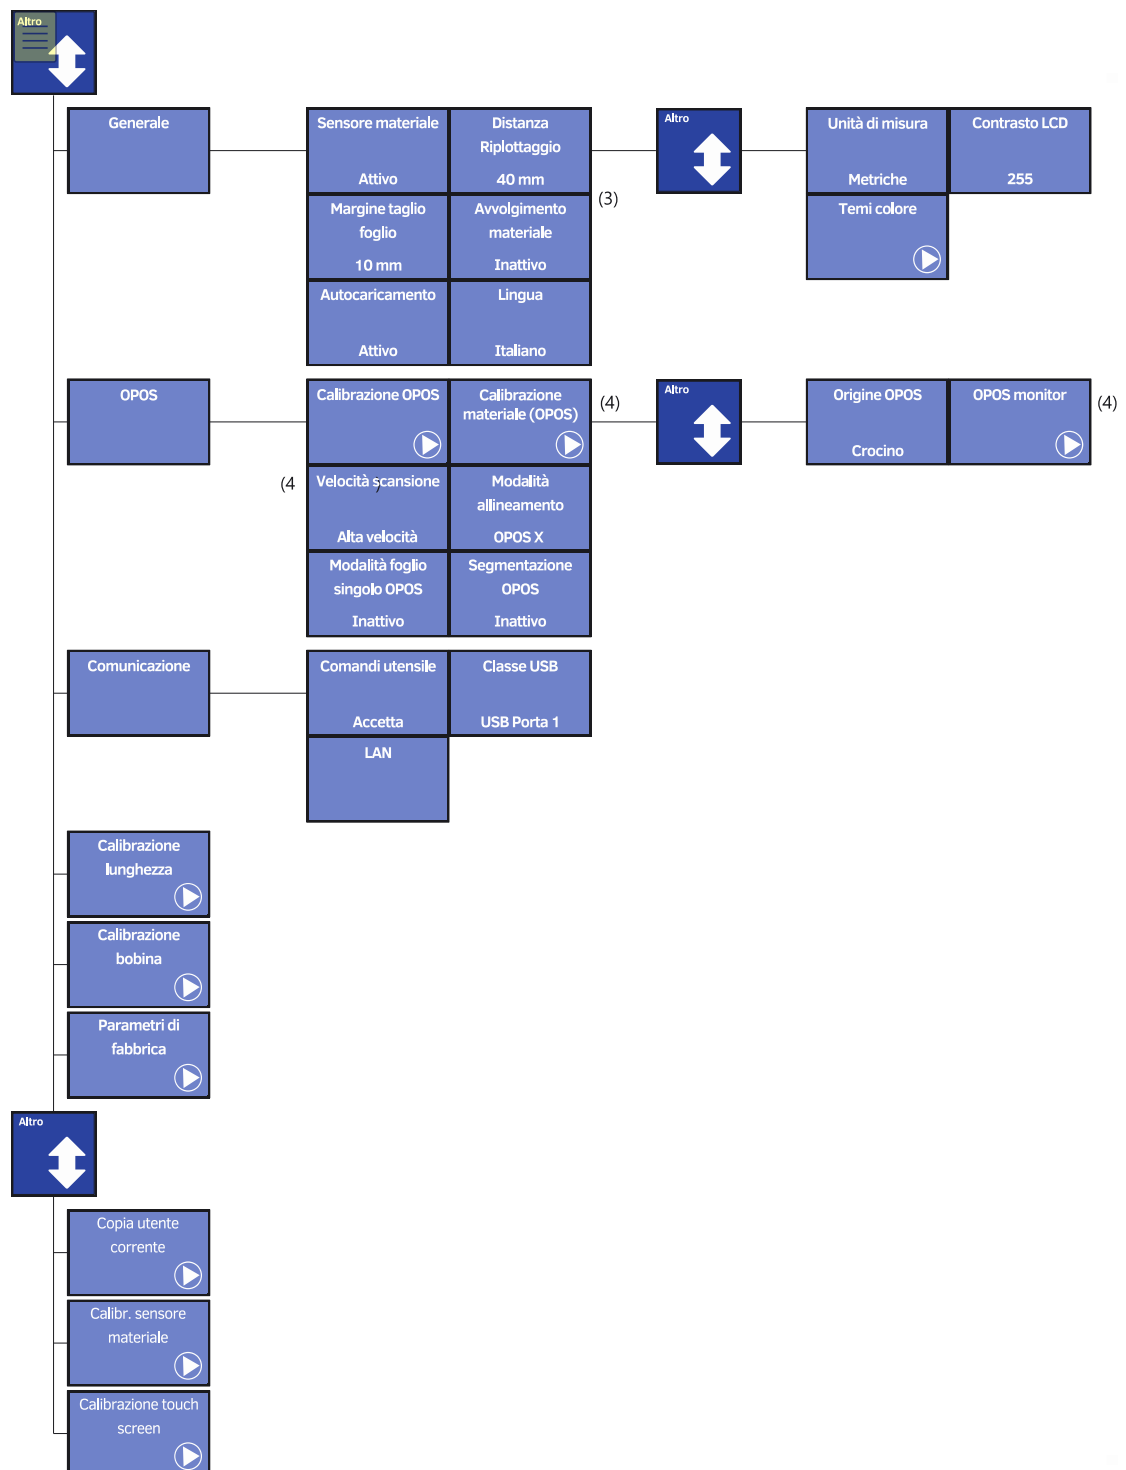 Altro
Generale
Sensore materiale
Attivo
Distanza
Riplottaggio
40 mm
Altro
Unità di misura
Metriche
Contrasto LCD
255
Margine taglio
foglio
10 mm
Avvolgimento
materiale
Inattivo
(3)
Temi colore
Autocaricamento
Attivo
Lingua
Italiano
OPOS
Calibrazione OPOS
Calibrazione
materiale (OPOS)
(4)
Altro
Origine OPOS
Crocino
OPOS monitor
(4)
(4 )
Velocità scansione
Alta velocità
Modalità
allineamento
OPOS X
Modalità foglio
singolo OPOS
Inattivo
Segmentazione
OPOS
Inattivo
Comunicazione
Comandi utensile
Accetta
Classe USB
USB Porta 1
LAN
Calibrazione
lunghezza
Calibrazione
bobina
Parametri di
fabbrica
Altro
Copia utente
corrente
Calibr. sensore
materiale
Calibrazione touch
screen